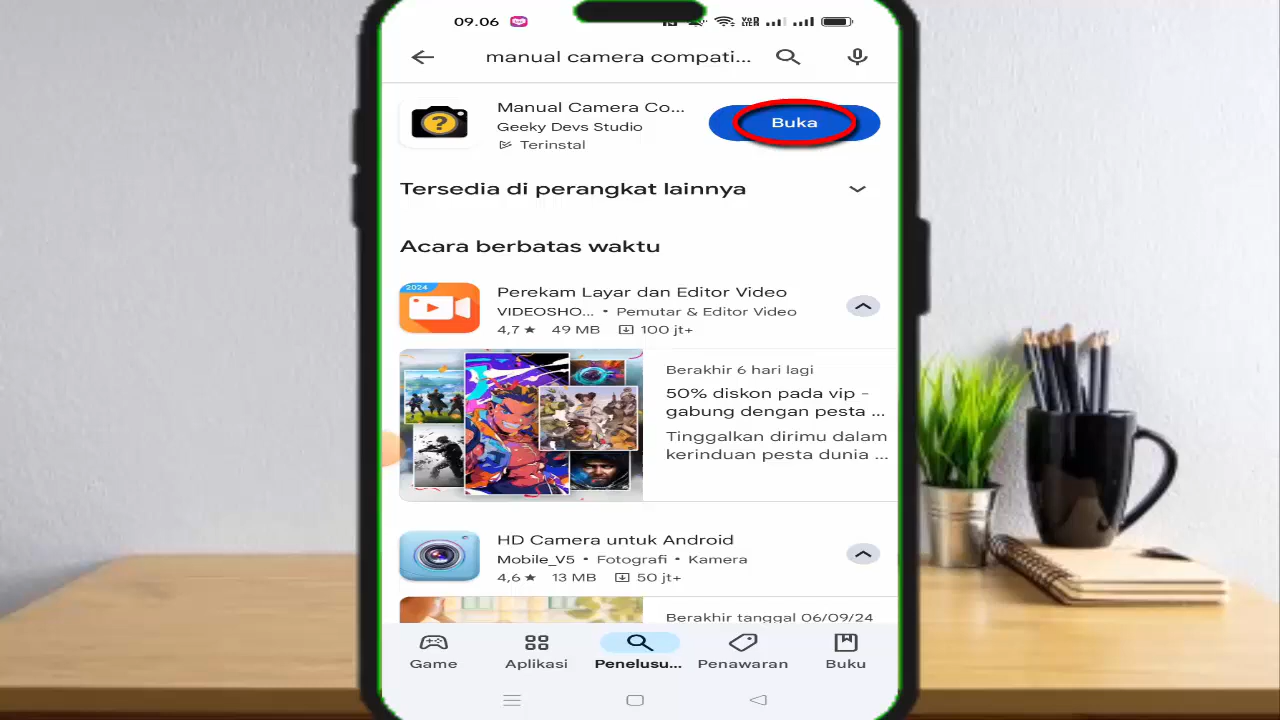 09.06
manual camera compati...
Manual Camera Co...
Geeky Devs Studio
Terinstal
Buka
Tersedia di perangkat lainnya
Acara berbatas waktu
2024
Perekam Layar dan Editor Video
VIDEOSHO... • Pemutar & Editor Video
4,7 ★ 49 MB 100 jt+
Berakhir 6 hari lagi
50% diskon pada vip -
gabung dengan pesta ...
Tinggalkan dirimu dalam
kerinduan pesta dunia ...
HD Camera untuk Android
Mobile_V5 • Fotografi • Kamera
4,6 ★ 13 MB 50 jt+
Berakhir tanggal 06/09/24
Game
Aplikasi
Penelusu...
Penawaran
Buku